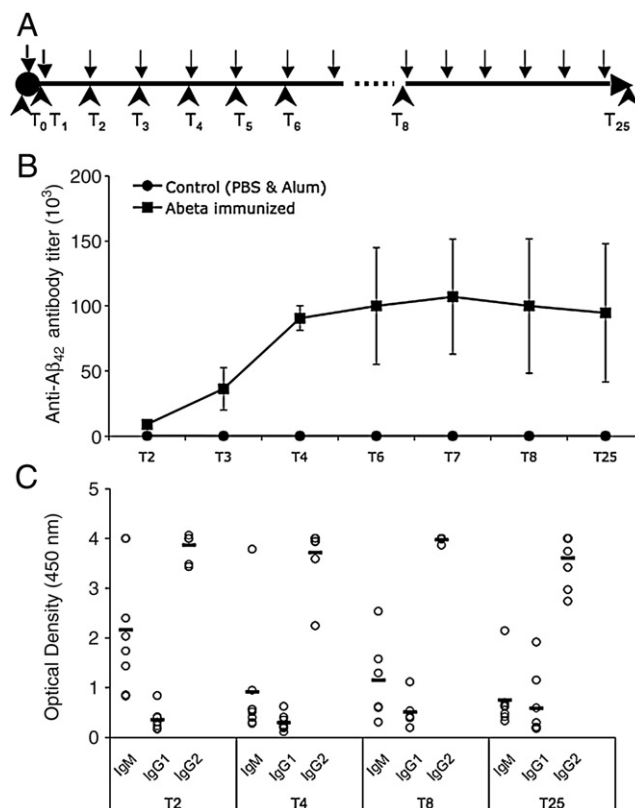 A
T0 T1 T2 T3 T4 T5 T6 T8 T25
B
200
Control (PBS & Alum)
Abeta immunized
150
100
50
0
Anti-Aβ42 antibody titer (10³)
T2 T3 T4 T6 T7 T8 T25
C
5
4
3
2
1
0
Optical Density (450 nm)
IgM IgG1 IgG2 IgM IgG1 IgG2 IgM IgG1 IgG2 IgM IgG1 IgG2
T2 T4 T8 T25